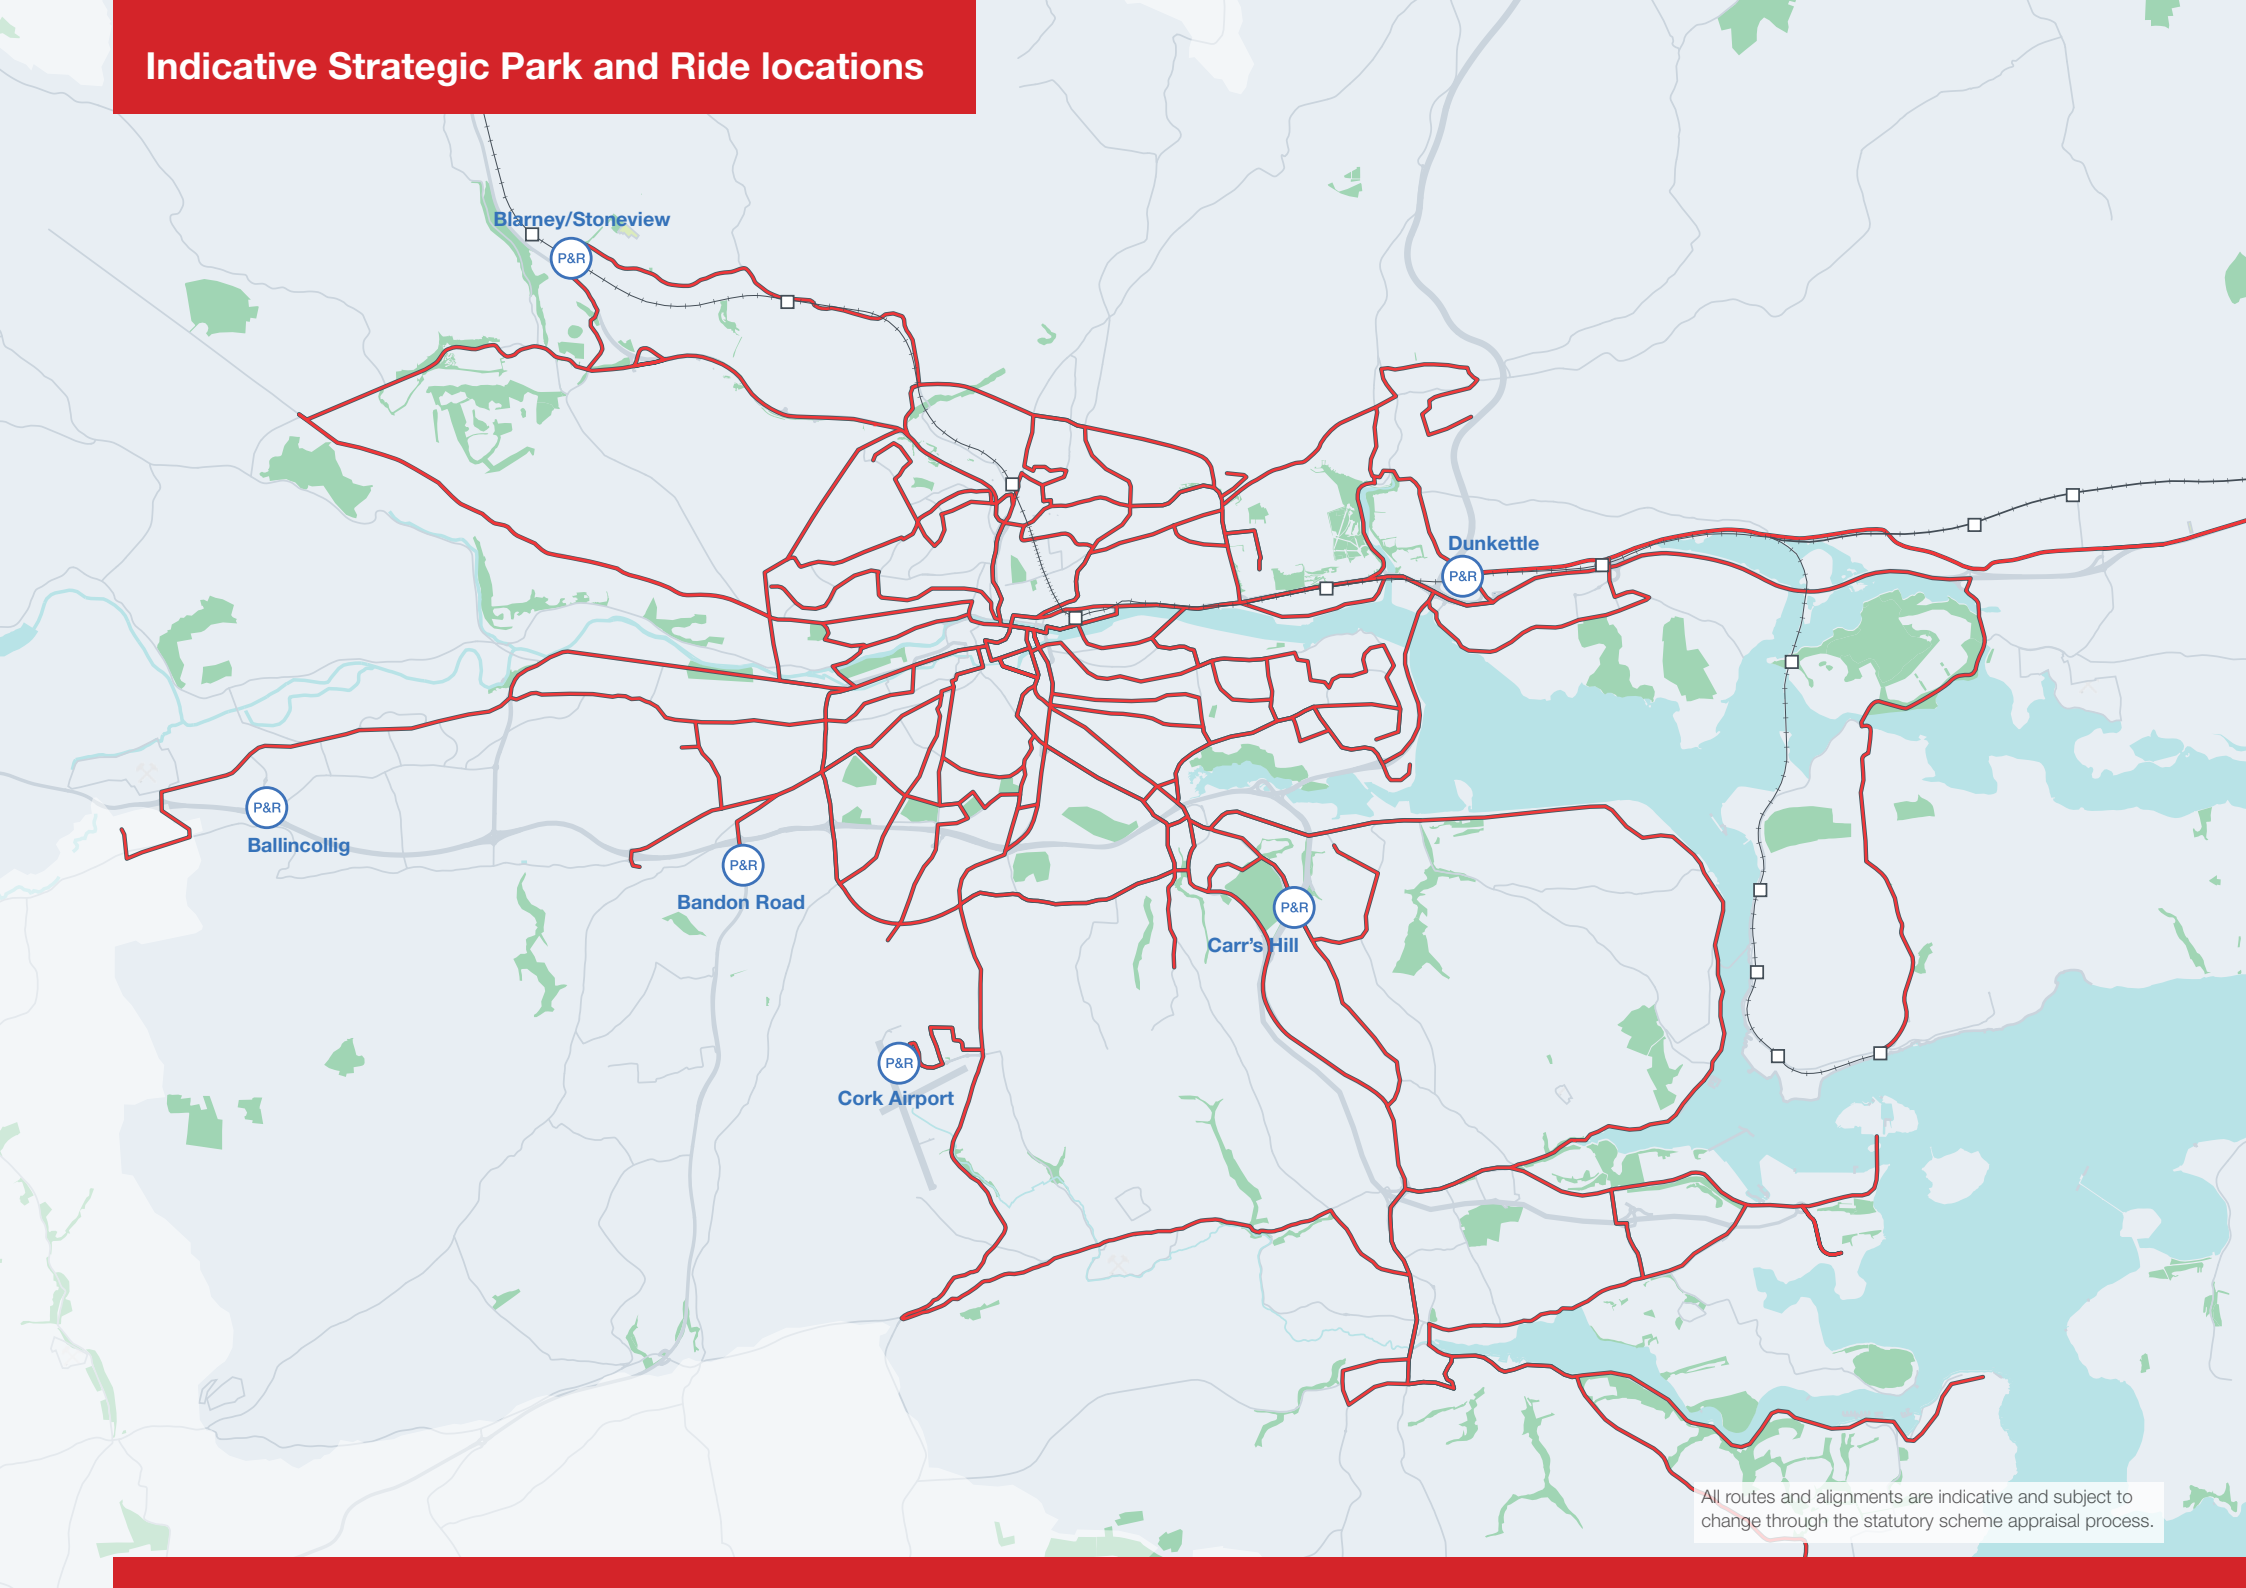 Indicative Strategic Park and Ride locations
Blarney/Stoneview
P&R
Dunkettle
P&R
P&R
Ballincollig
P&R
Bandon Road
P&R
Carr's Hill
P&R
Cork Airport
All routes and alignments are indicative and subject to
change through the statutory scheme appraisal process.